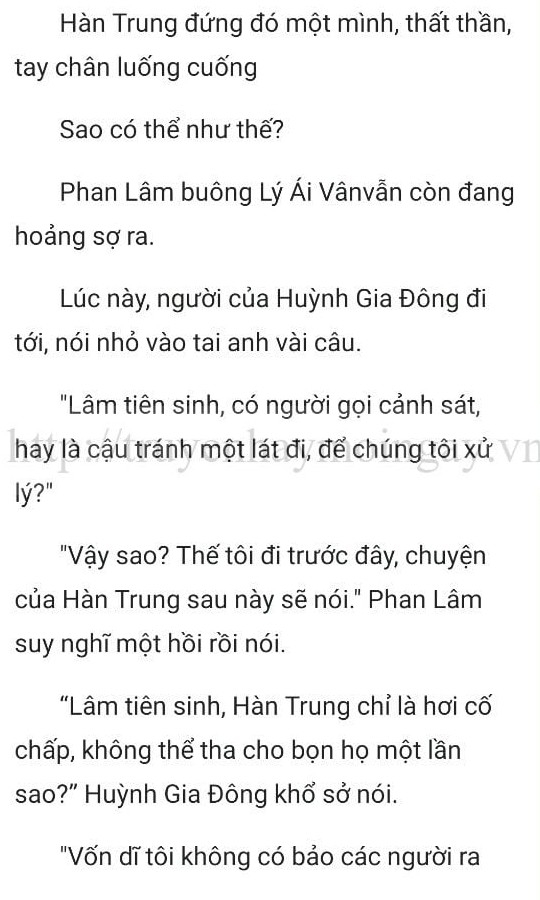 Hàn Trung đứng đó một mình, thất thần,
tay chân luống cuống
Sao có thể như thế?
Phan Lâm buông Lý Ái Vânvẫn còn đang
hoảng sợ ra.
Lúc này, người của Huỳnh Gia Đông đi
tới, nói nhỏ vào tai anh vài câu.
"Lâm tiên sinh, có người gọi cảnh sát,
hay là cậu tránh một lát đi, để chúng tôi xử
http://truyenhaymoingay.vn
lý?"
"Vậy sao? Thế tôi đi trước đây, chuyện
của Hàn Trung sau này sẽ nói." Phan Lâm
suy nghĩ một hồi rồi nói.
“Lâm tiên sinh, Hàn Trung chỉ là hơi cố
chấp, không thể tha cho bọn họ một lần
sao?” Huỳnh Gia Đông khổ sở nói.
"Vốn dĩ tôi không có bảo các người ra